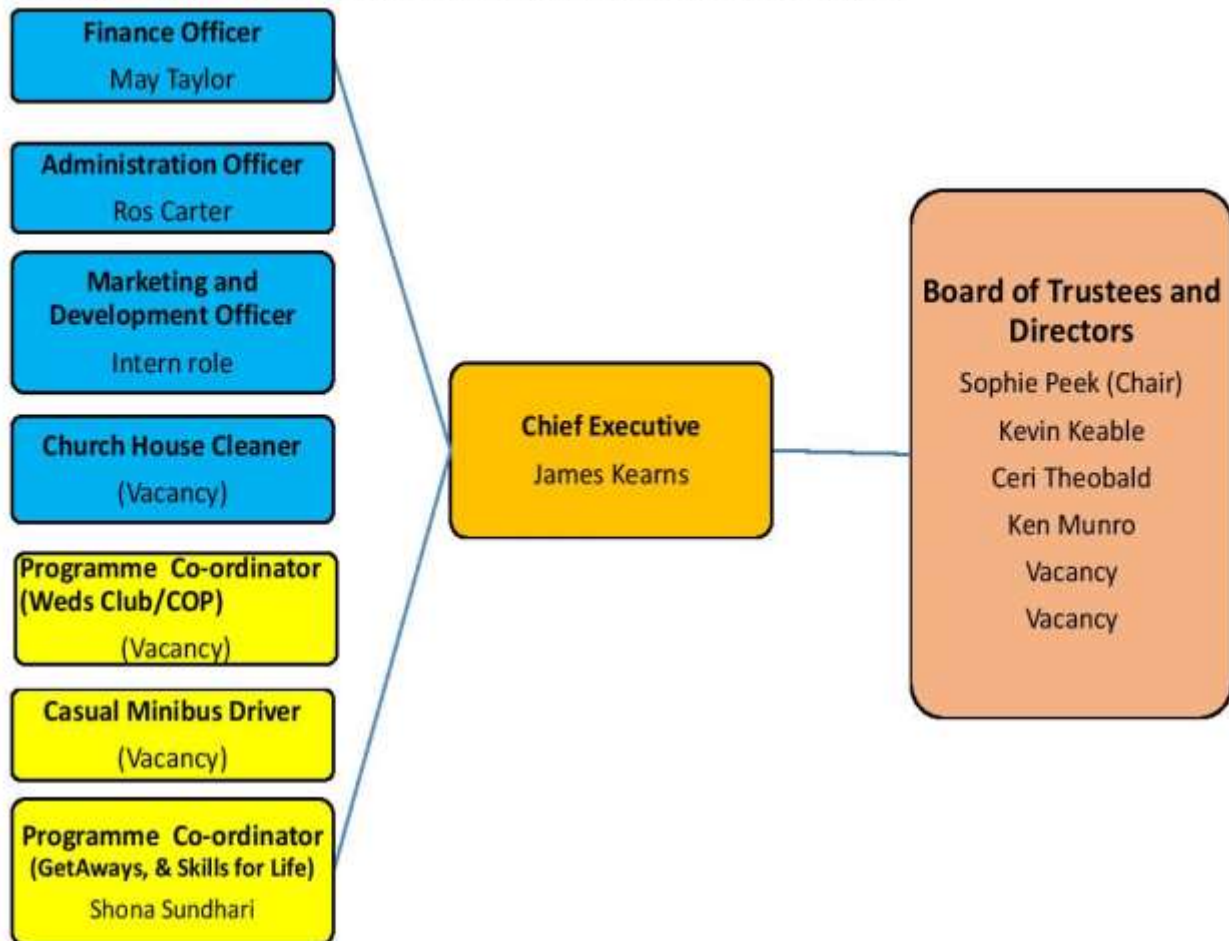 Finance Officer
May Taylor
Administration Officer
Ros Carter
Marketing and
Development Officer
Intern role
Church House Cleaner
(Vacancy)
Programme Co-ordinator
(Weds Club/COP)
(Vacancy)
Casual Minibus Driver
(Vacancy)
Programme Co-ordinator
(GetAways, & Skills for Life)
Shona Sundhari
Chief Executive
James Kearns
Board of Trustees and
Directors
Sophie Peek (Chair)
Kevin Keable
Ceri Theobald
Ken Munro
Vacancy
Vacancy